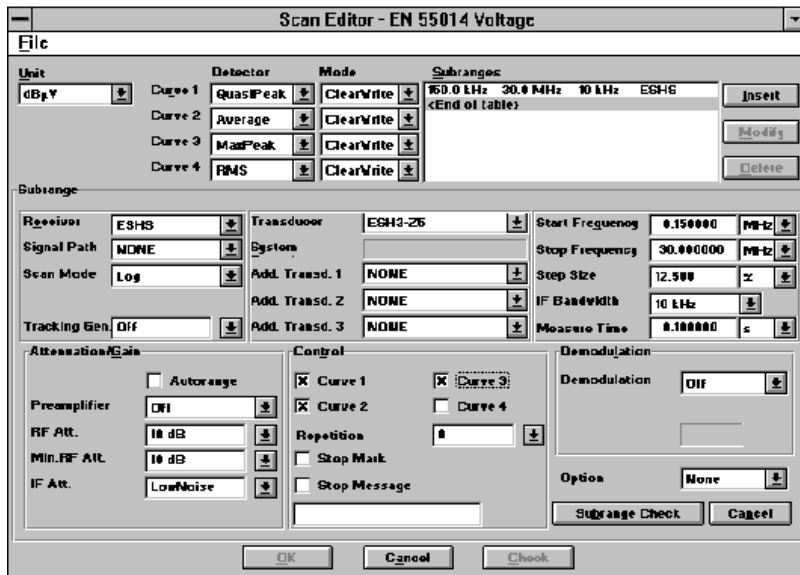 Scan Editor - EN 55014 Voltage
File
Unit
dBµV
Detector Mode
Curve 1 QuasiPeak ClearWrite
Curve 2 Average ClearWrite
Curve 3 MaxPeak ClearWrite
Curve 4 RMS ClearWrite
Subranges
150.0 kHz 30.0 MHz 10 kHz ESHS
<End of table>
Insert
Modify
Delete
Subrange
Receiver ESHS
Signal Path NONE
Scan Mode Log
Tracking Gen. Off
Transducer ESH3-Z5
System
Add. Transd. 1 NONE
Add. Transd. 2 NONE
Add. Transd. 3 NONE
Start Frequency 0.150000 MHz
Stop Frequency 30.000000 MHz
Step Size 12.500 %
IF Bandwidth 10 kHz
Measure Time 0.100000 s
Attenuation/Gain
Autorange
Preamplifier Off
RF Att. 10 dB
Min.RF Att. 10 dB
IF Att. LowNoise
Control
Curve 1 Curve 3
Curve 2 Curve 4
Repetition 0
Stop Mark
Stop Message
Demodulation
Demodulation Off
Option None
Subrange Check Cancel
OK Cancel Check